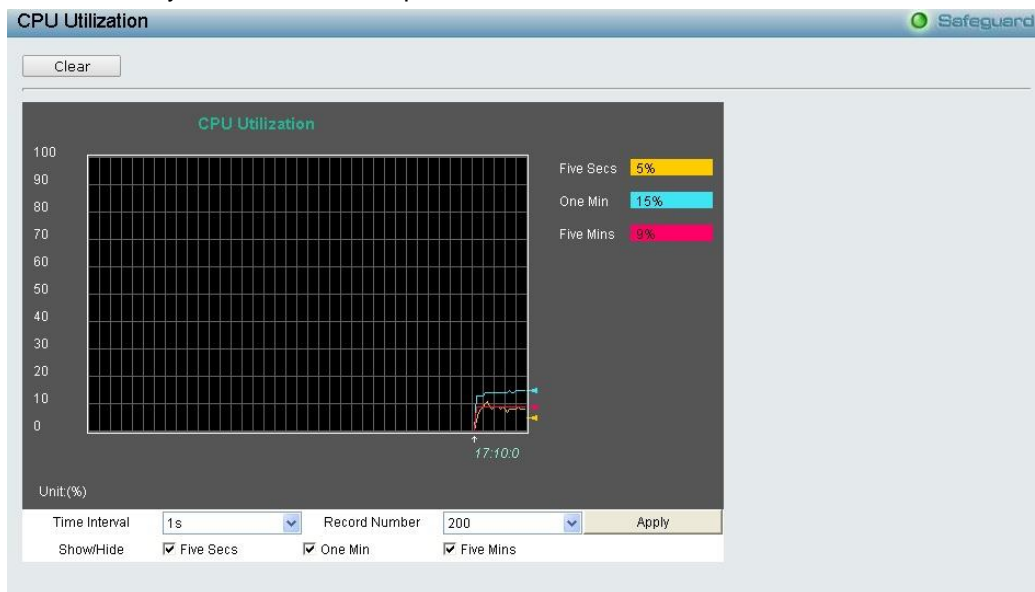 CPU Utilization
Safeguard
Clear
CPU Utilization
100
90
80
70
60
50
40
30
20
10
0
Five Secs 5%
One Min 15%
Five Mins 9%
17:10:0
Unit:(%)
Time Interval 1s Record Number 200 Apply
Show/Hide Five Secs One Min Five Mins